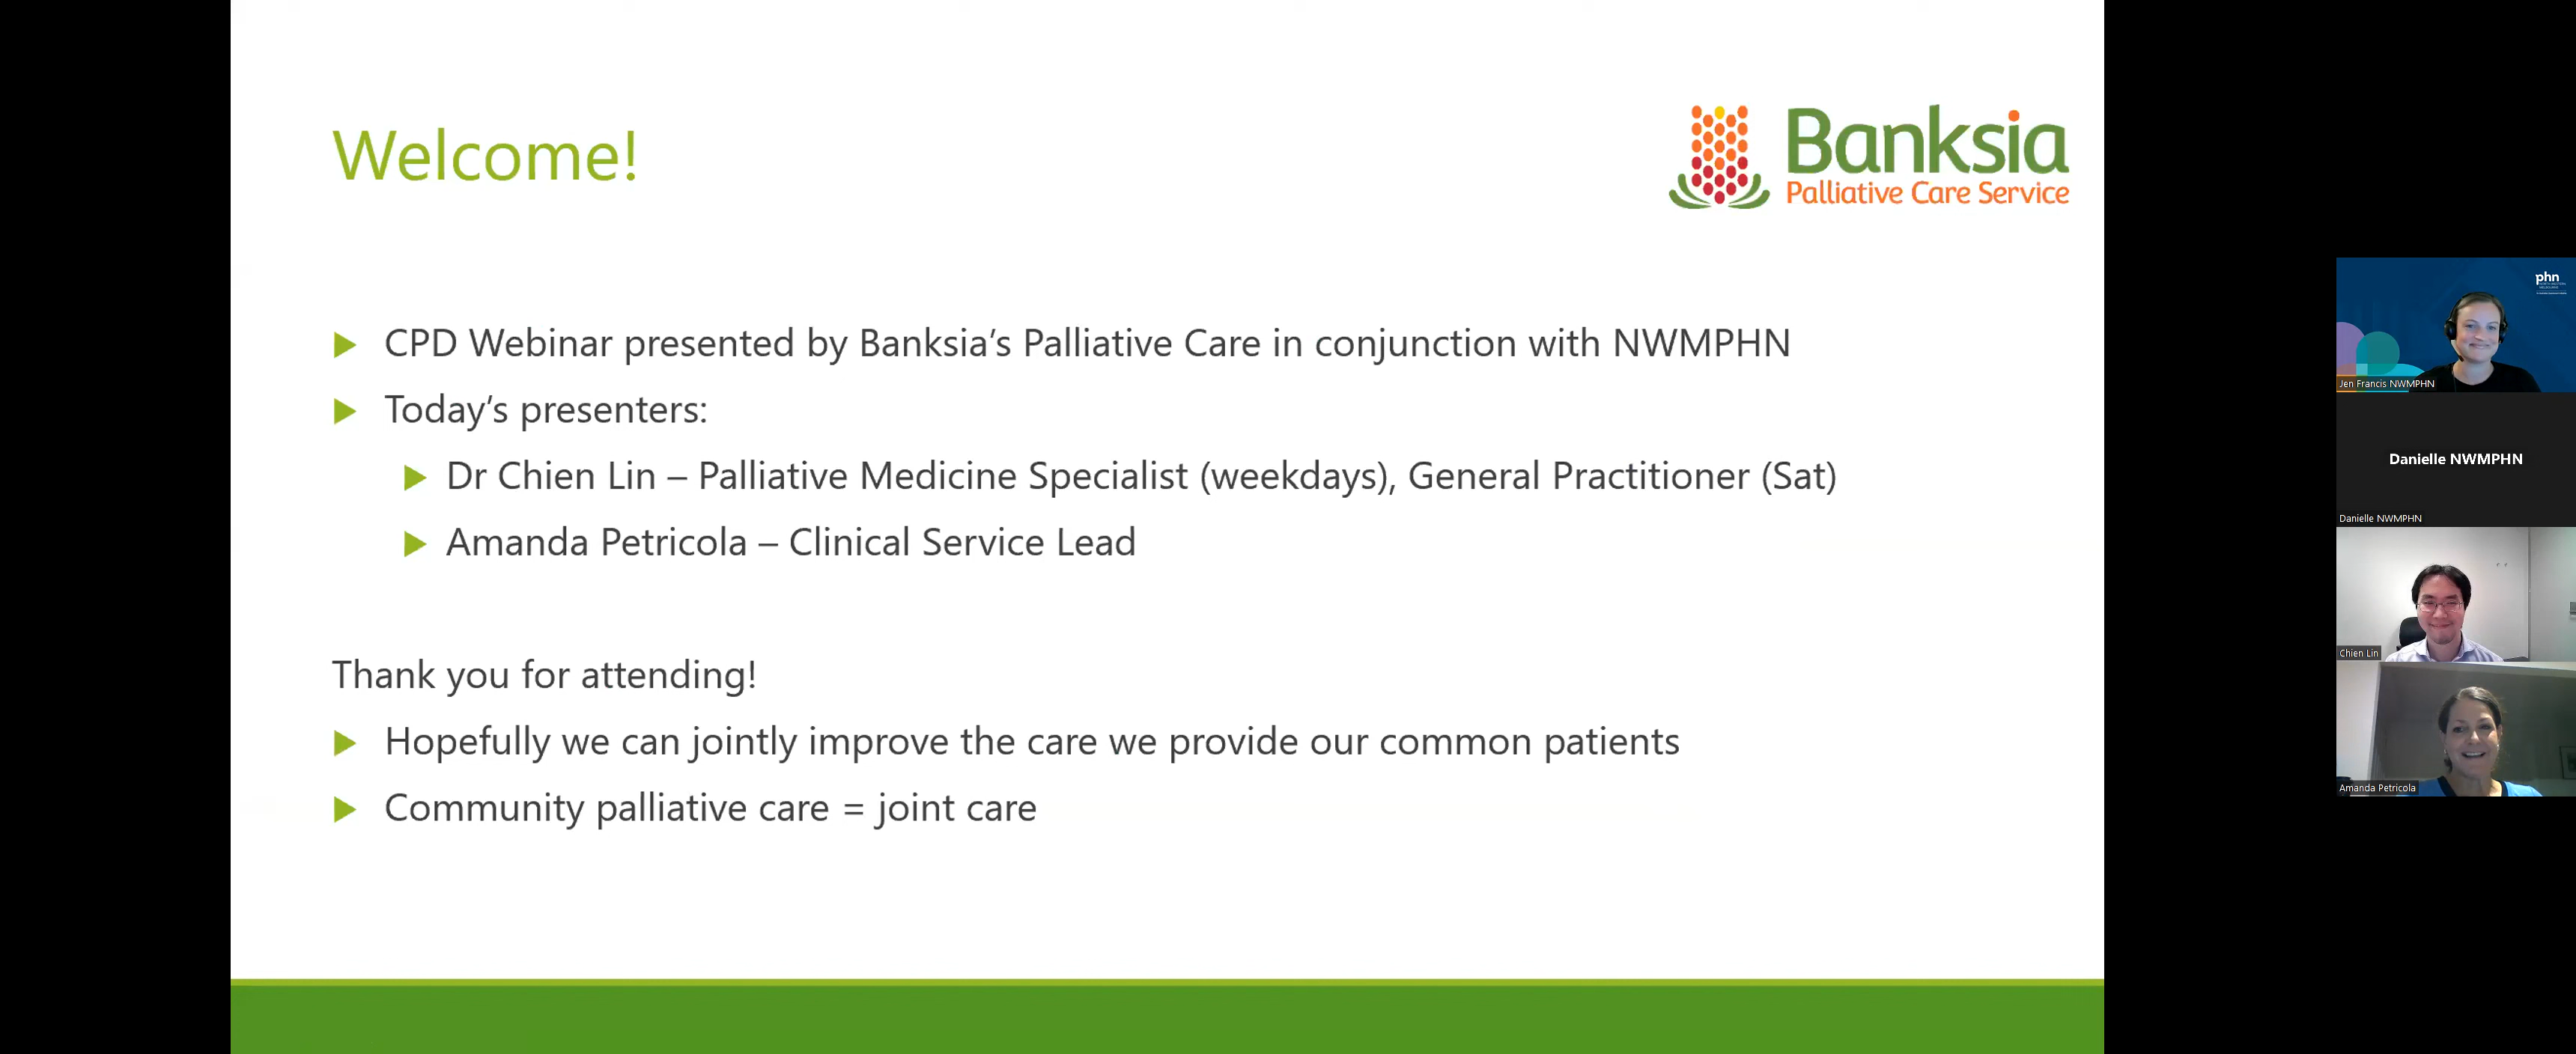 Welcome!
Banksia
Palliative Care Service
CPD Webinar presented by Banksia’s Palliative Care in conjunction with NWMPHN
Today’s presenters:
Dr Chien Lin – Palliative Medicine Specialist (weekdays), General Practitioner (Sat)
Amanda Petricola – Clinical Service Lead
Thank you for attending!
Hopefully we can jointly improve the care we provide our common patients
Community palliative care = joint care
phn
Jen Francis NWMPHN
Danielle NWMPHN
Danielle NWMPHN
Chien Lin
Amanda Petricola